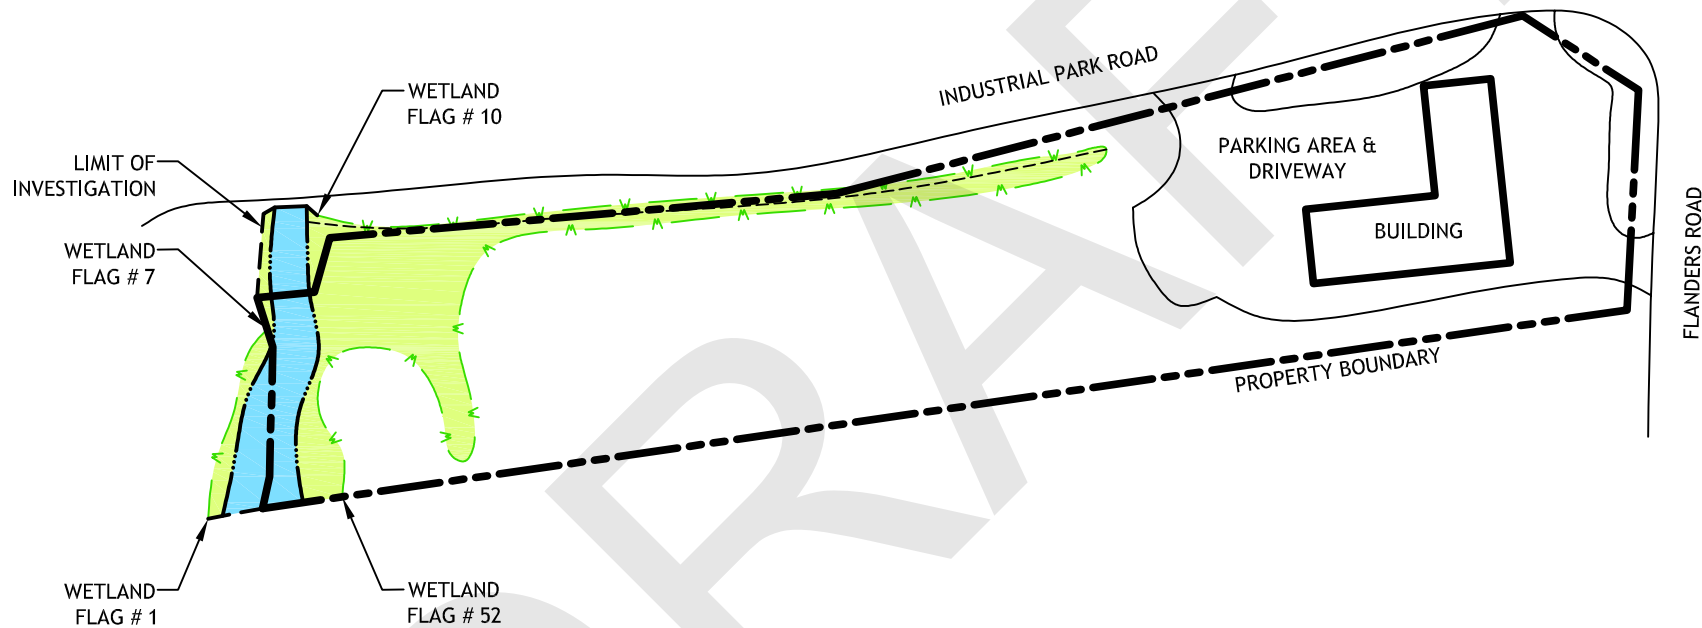 WETLAND
FLAG # 10
INDUSTRIAL PARK ROAD
LIMIT OF
INVESTIGATION
PARKING AREA &
DRIVEWAY
WETLAND
FLAG # 7
BUILDING
FLANDERS ROAD
PROPERTY BOUNDARY
WETLAND
FLAG # 1
WETLAND
FLAG # 52
DRAFT